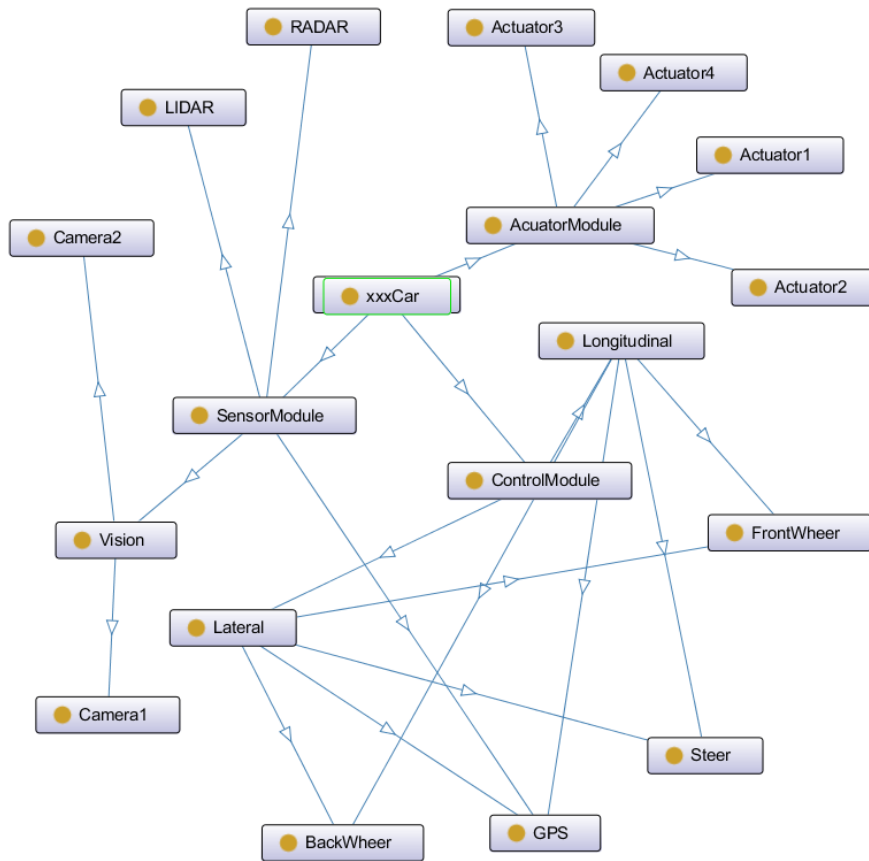 RADAR
Actuator3
Actuator4
LIDAR
Actuator1
AcuatorModule
Camera2
Actuator2
xxxCar
Longitudinal
SensorModule
ControlModule
FrontWheer
Vision
Lateral
Camera1
Steer
GPS
BackWheer